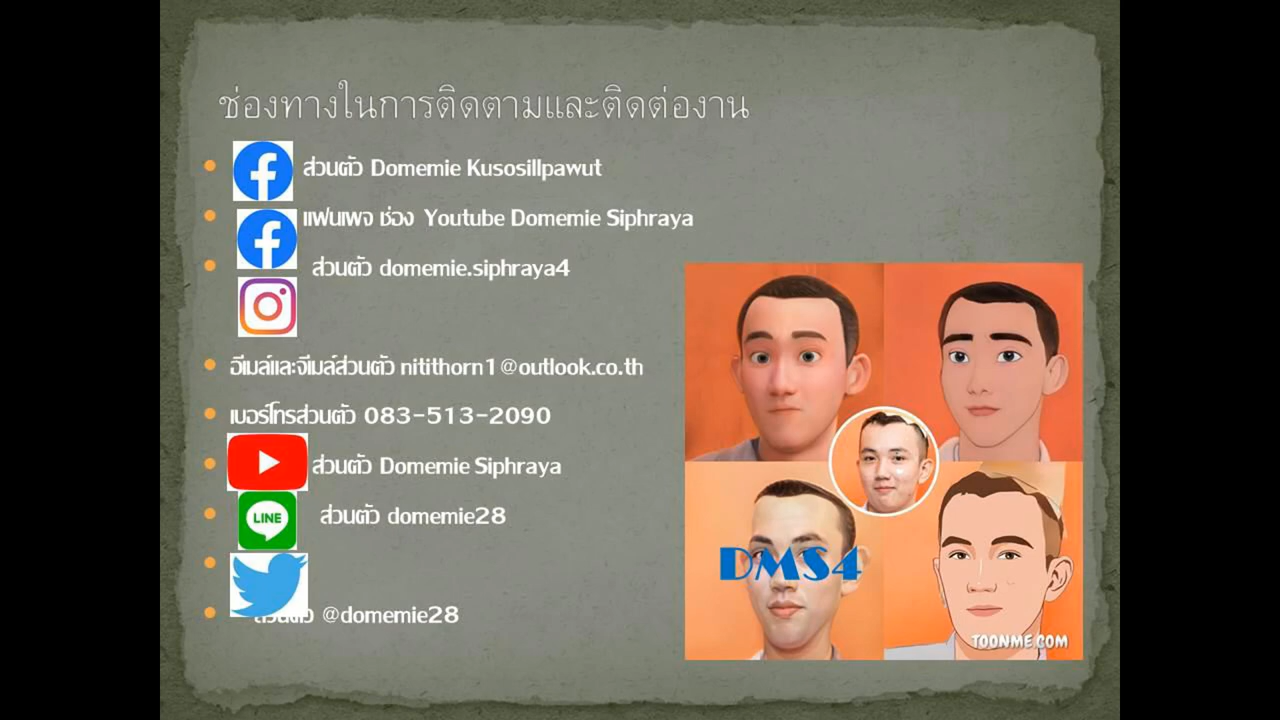 ช่องทางในการติดตามและติดต่องาน
ส่วนตัว Domemie Kusosillpawut
แฟนเพจ ช่อง Youtube Domemie Siphraya
ส่วนตัว domemie.siphraya4
อีเมล์และจีเมล์ส่วนตัว nitithorn1@outlook.co.th
เบอร์โทรส่วนตัว 083-513-2090
ส่วนตัว Domemie Siphraya
LINE ส่วนตัว domemie28
ส่วนตัว @domemie28
DMS4
TOONME.COM